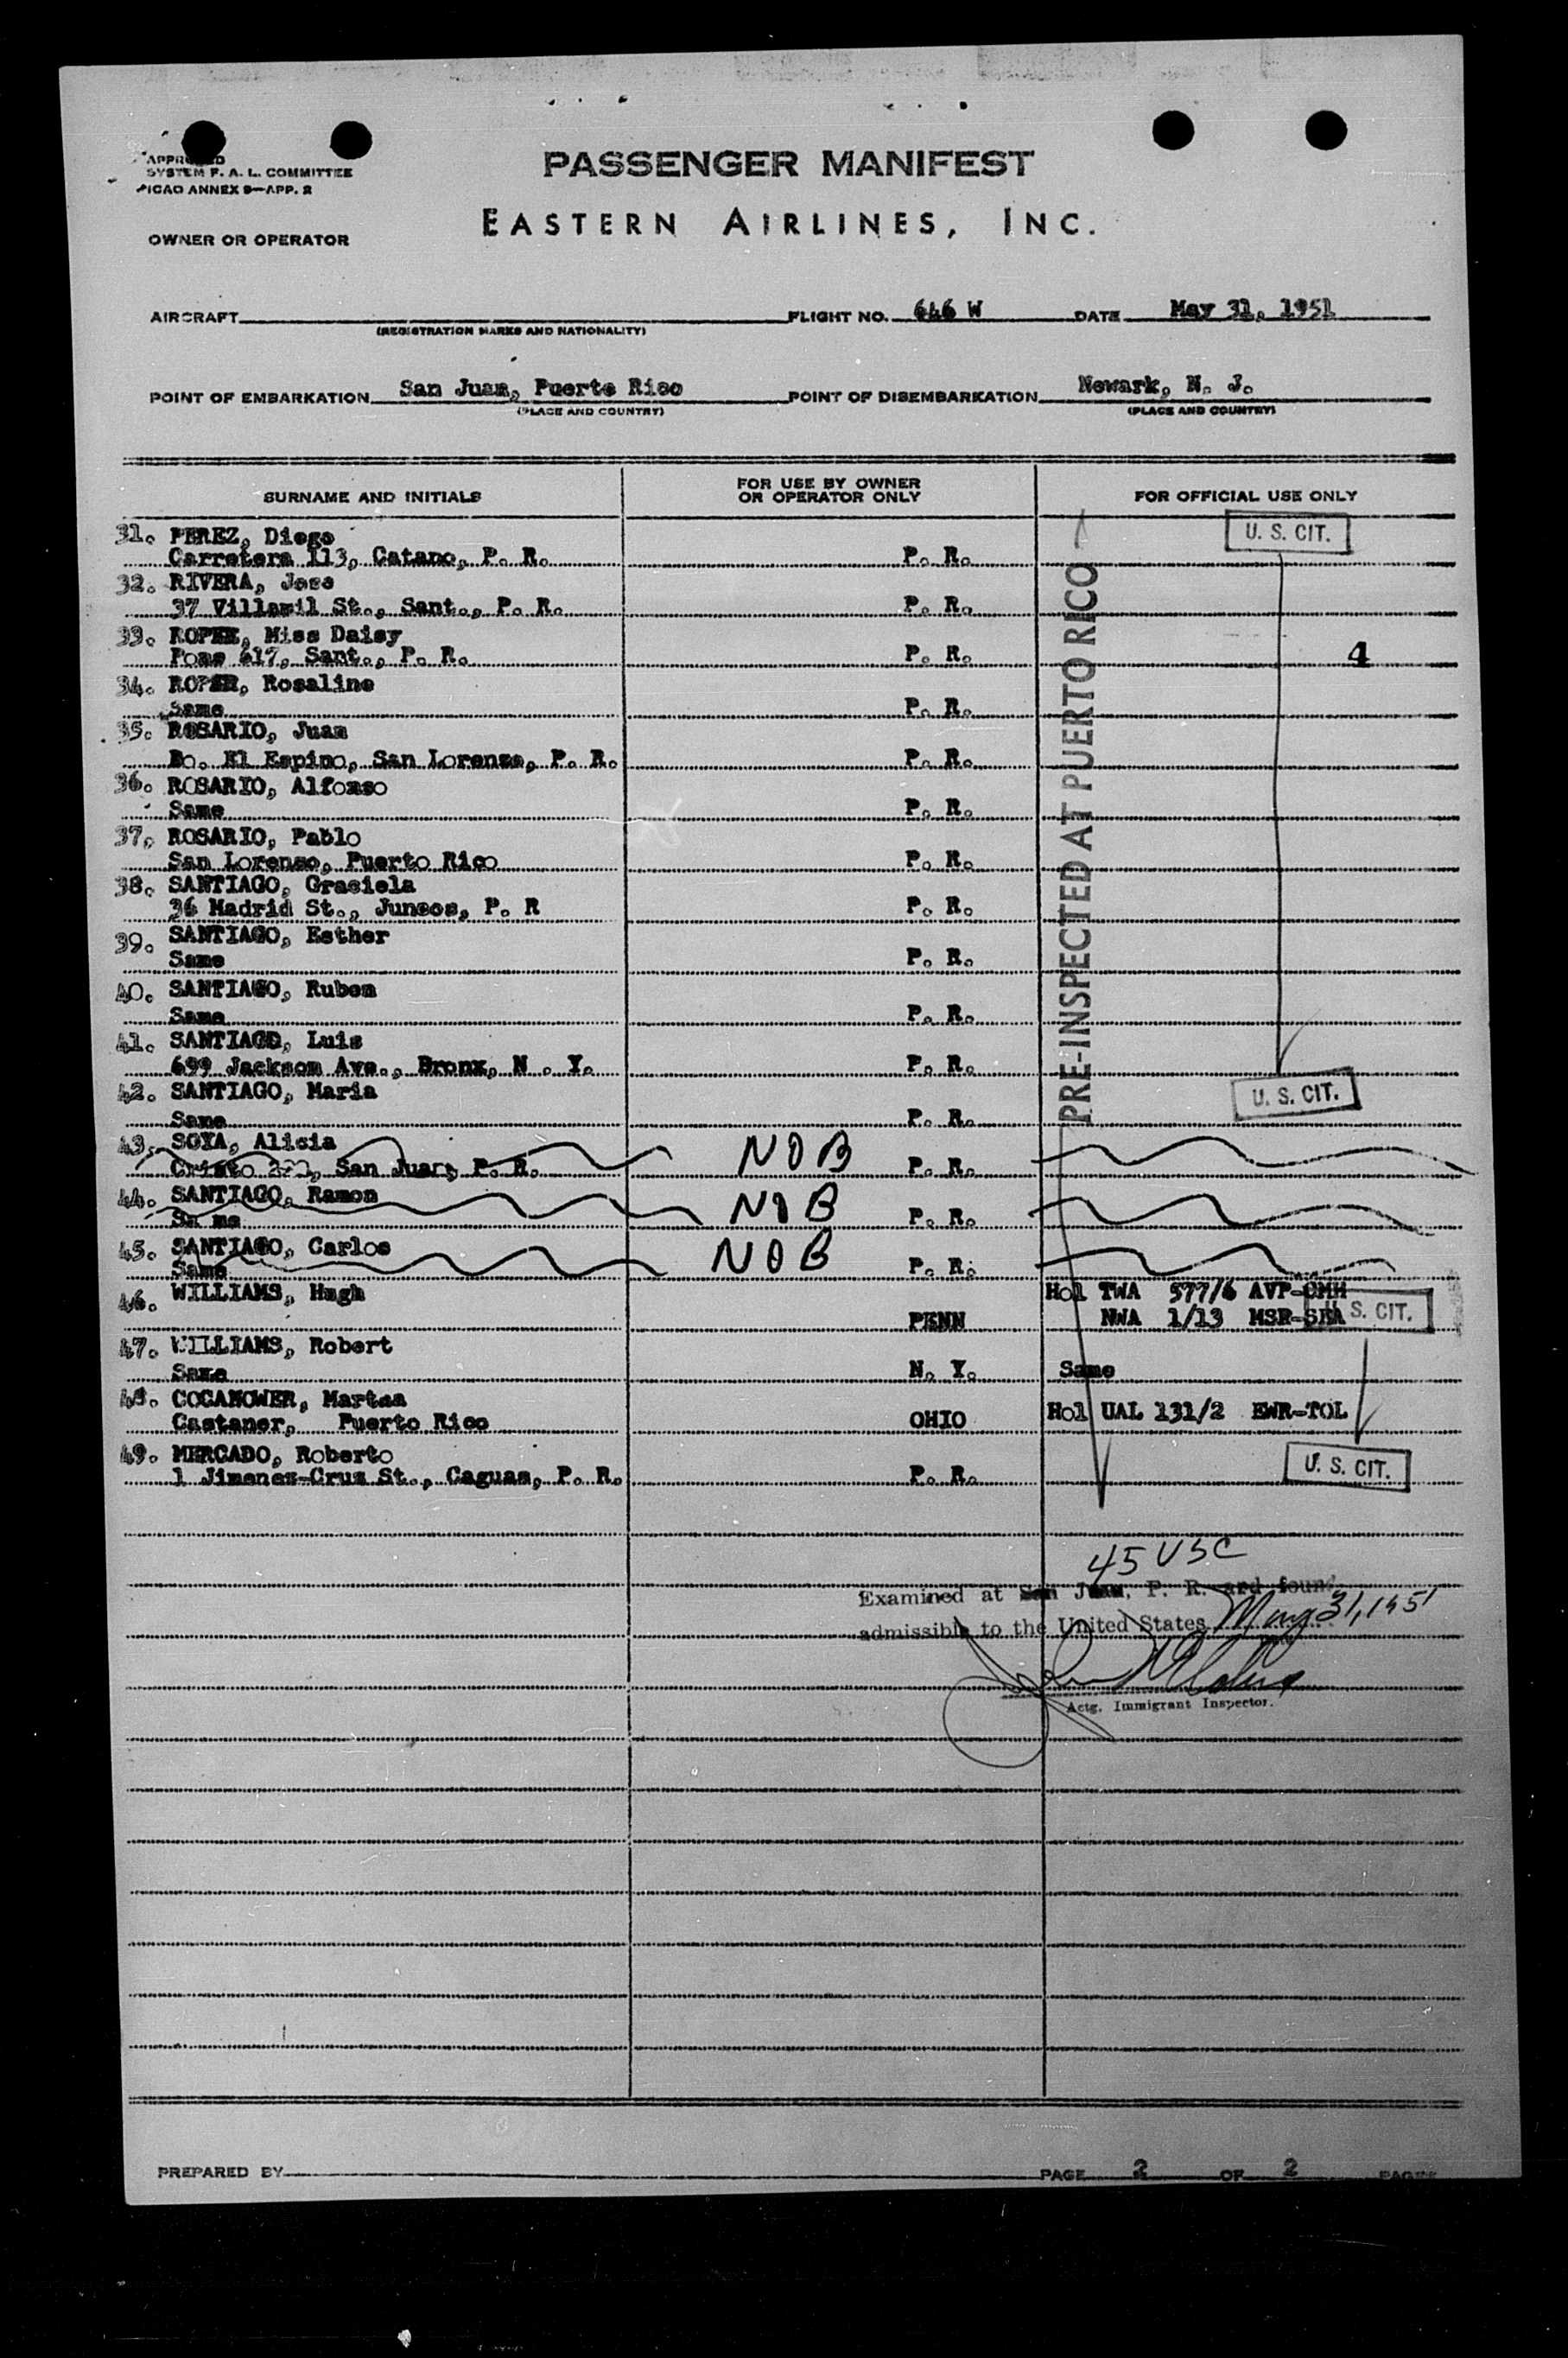 APPROVED
SYSTEM F. A. L. COMMITTEE
ICAO ANNEX 9—APP. 2
PASSENGER MANIFEST
EASTERN AIRLINES, INC.
OWNER OR OPERATOR
AIRCRAFT FLIGHT NO. 646 W DATE May 31, 1951
(REGISTRATION MARKS AND NATIONALITY)
POINT OF EMBARKATION San Juan, Puerto Rico POINT OF DISEMBARKATION Newark, N. J.
(PLACE AND COUNTRY) (PLACE AND COUNTRY)
SURNAME AND INITIALS FOR USE BY OWNER OR OPERATOR ONLY FOR OFFICIAL USE ONLY
PRE-INSPECTED AT PUERTO RICO
31. PEREZ, Diego U. S. CIT.
Carretera 113, Catano, P. R. P. R.
32. RIVERA, Jose
37 Villamil St., Sant., P. R. P. R.
33. ROPER, Miss Daisy
617, Sant., P. R. P. R. 4
34. ROPER, Rosaline
Same P. R.
35. ROSARIO, Juan
Bo. El Espino, San Lorenzo, P. R. P. R.
36. ROSARIO, Alfonso
Same P. R.
37. ROSARIO, Pablo
San Lorenzo, Puerto Rico P. R.
38. SANTIAGO, Graciela
36 Madrid St., Juncos, P. R P. R.
39. SANTIAGO, Esther
Same P. R.
40. SANTIAGO, Ruben
Same P. R.
41. SANTIAGO, Luis
699 Jackson Ave., Bronx, N . Y. P. R.
42. SANTIAGO, Maria U. S. CIT.
Same P. R.
43. SOYA, Alicia
Cristo San Juan, P. R. NOB P. R.
44. SANTIAGO, Ramon
Sa me NOB P. R.
45. SANTIAGO, Carlos
Same NOB P. R.
46. WILLIAMS, Hugh Hol TWA 577/6 AVP-CMH
PENN NWA 1/13 MSP-SEA U. S. CIT.
47. WILLIAMS, Robert
Same N. Y. Same
48. COCANOWER, Martha
Castaner, Puerto Rico OHIO Hol UAL 131/2 EWR-TOL
49. MERCADO, Roberto
1 Jimenez-Cruz St., Caguas, P. R. P. R. U. S. CIT.
45 USC
Examined at San Juan, P. R. and found
admissible to the United States May 31, 1951
Actg. Immigrant Inspector.
PREPARED BY PAGE 2 OF 2 PAGES